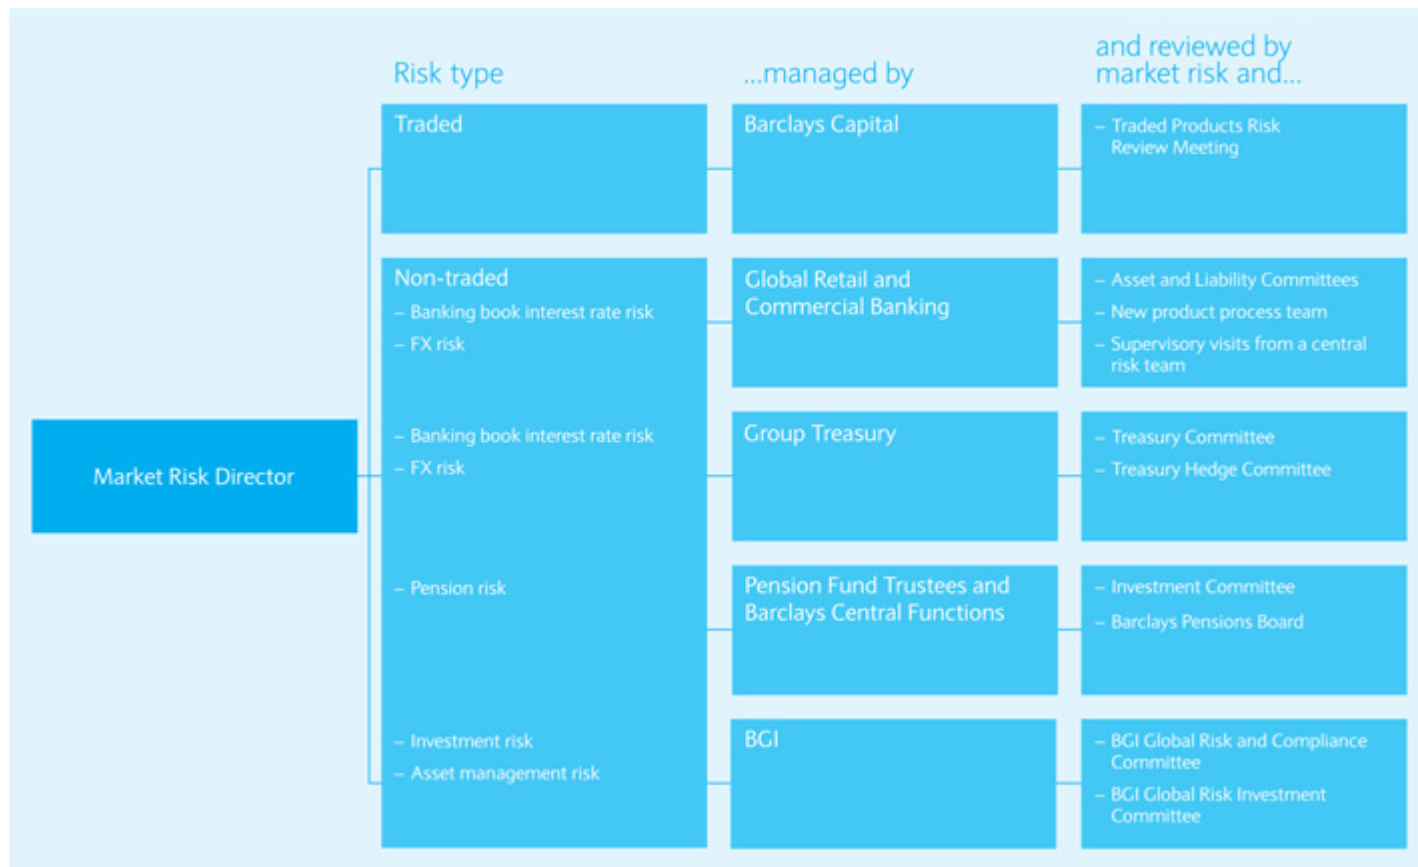 Risk type
...managed by
and reviewed by
market risk and...
Traded
Barclays Capital
– Traded Products Risk
Review Meeting
Non-traded
– Banking book interest rate risk
– FX risk
Global Retail and
Commercial Banking
– Asset and Liability Committees
– New product process team
– Supervisory visits from a central
risk team
Market Risk Director
– Banking book interest rate risk
– FX risk
Group Treasury
– Treasury Committee
– Treasury Hedge Committee
– Pension risk
Pension Fund Trustees and
Barclays Central Functions
– Investment Committee
– Barclays Pensions Board
– Investment risk
– Asset management risk
BGI
– BGI Global Risk and Compliance
Committee
– BGI Global Risk Investment
Committee